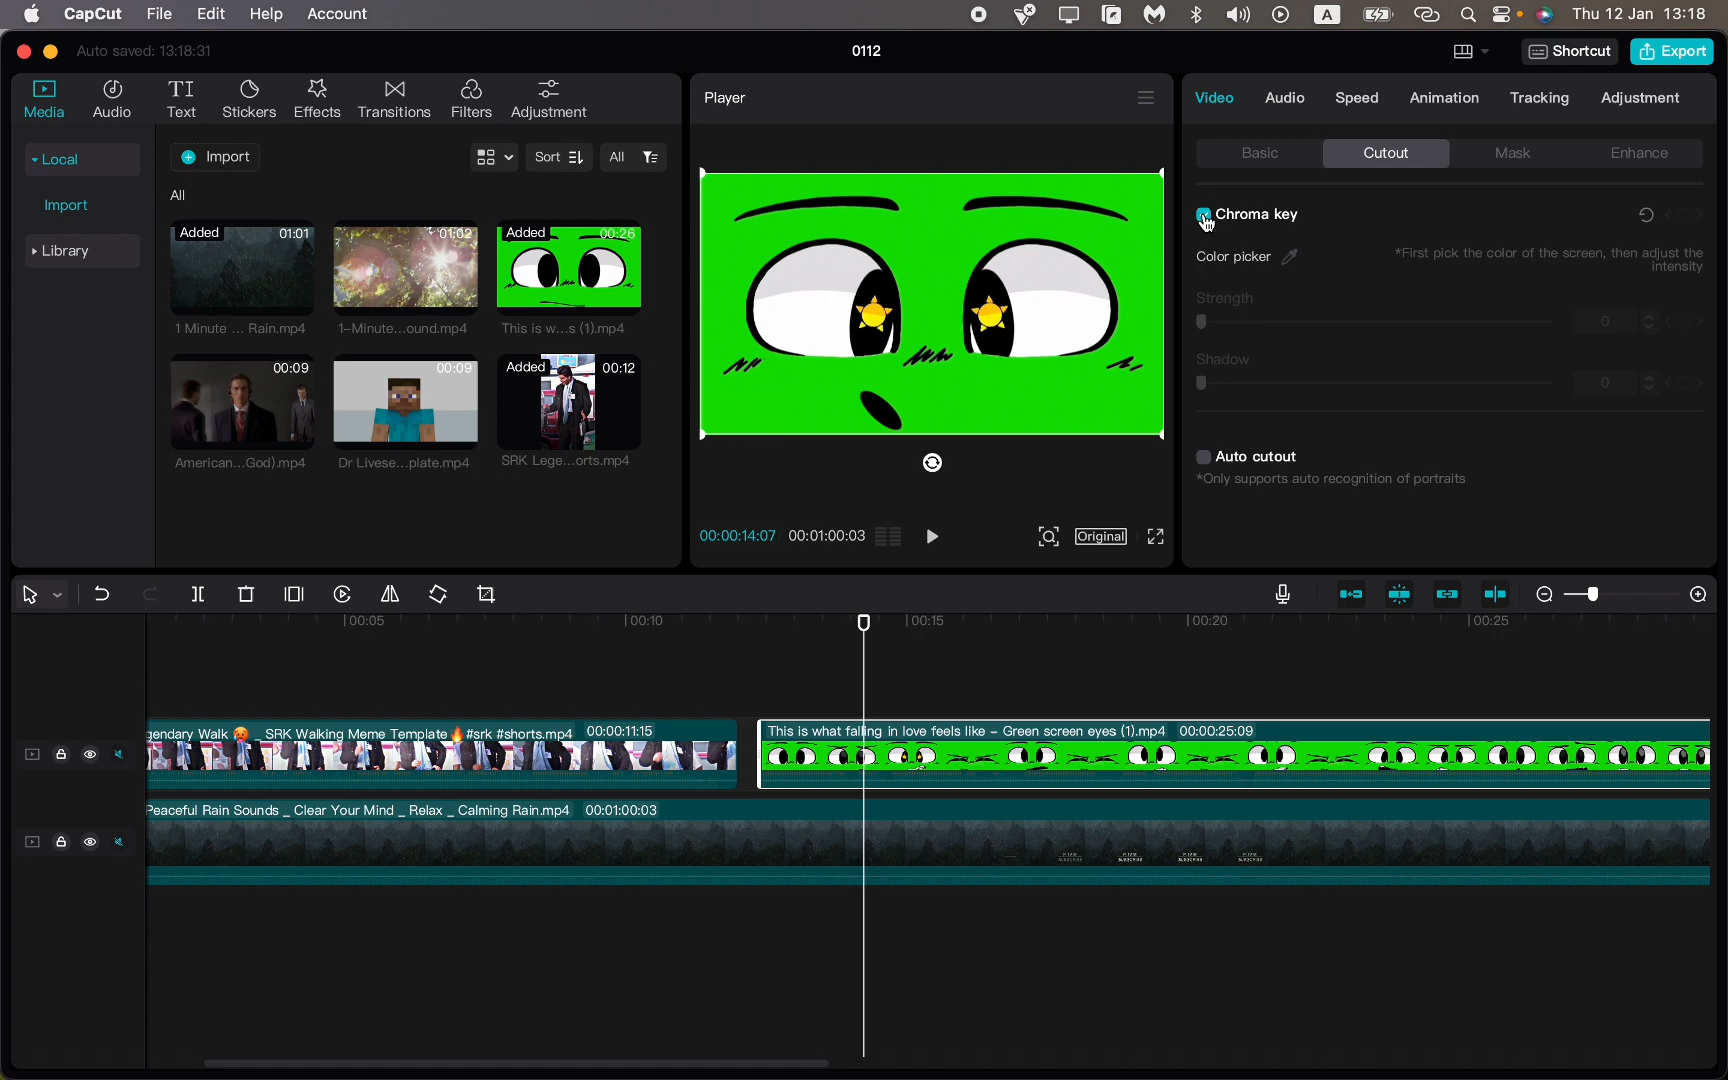 CapCut File Edit Help Account
A Thu 12 Jan 13:18
Auto saved: 13:18:31
0112
Shortcut
Export
Media
Audio
Text
Stickers
Effects
Transitions
Filters
Adjustment
Local
Import
Library
Import
Sort
All
All
Added 01:01
1 Minute ... Rain.mp4
01:02
1-Minute...ound.mp4
Added 00:26
This is w...s (1).mp4
00:09
American...God).mp4
00:09
Dr Livese...plate.mp4
Added 00:12
SRK Lege...orts.mp4
Player
00:00:14:07 00:01:00:03
Original
Video Audio Speed Animation Tracking Adjustment
Basic Cutout Mask Enhance
Chroma key
Color picker
*First pick the color of the screen, then adjust the
intensity
Strength
0
Shadow
0
Auto cutout
*Only supports auto recognition of portraits
00:05 00:10 00:15 00:20 00:25
gendary Walk 🥵 _ SRK Walking Meme Template🔥#srk #shorts.mp4 00:00:11:15
This is what falling in love feels like - Green screen eyes (1).mp4 00:00:25:09
Peaceful Rain Sounds _ Clear Your Mind _ Relax _ Calming Rain.mp4 00:01:00:03